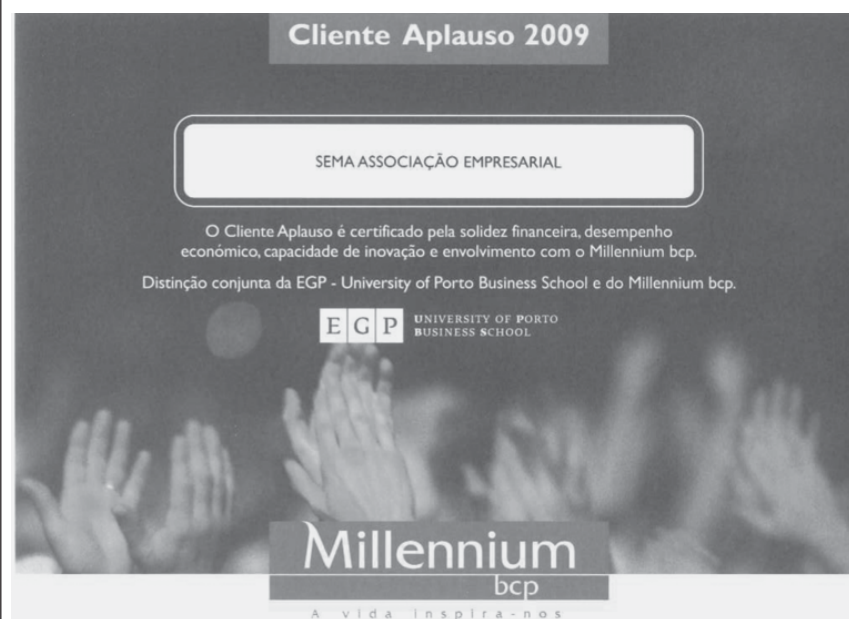 Cliente Aplauso 2009
SEMA ASSOCIAÇÃO EMPRESARIAL
O Cliente Aplauso é certificado pela solidez financeira, desempenho
económico, capacidade de inovação e envolvimento com o Millennium bcp.
Distinção conjunta da EGP - University of Porto Business School e do Millennium bcp.
EGP UNIVERSITY OF PORTO
BUSINESS SCHOOL
Millennium
bcp
A vida inspira-nos